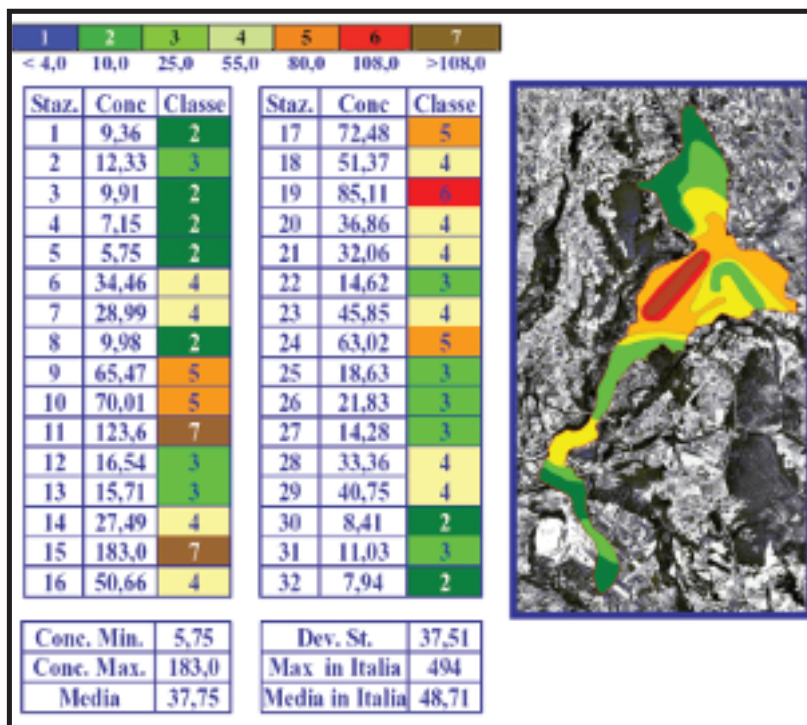 1 2 3 4 5 6 7
< 4,0 10,0 25,0 55,0 80,0 108,0 >108,0
Staz. Conc Classe
1 9,36 2
2 12,33 3
3 9,91 2
4 7,15 2
5 5,75 2
6 34,46 4
7 28,99 4
8 9,98 2
9 65,47 5
10 70,01 5
11 123,6 7
12 16,54 3
13 15,71 3
14 27,49 4
15 183,0 7
16 50,66 4
Staz. Conc Classe
17 72,48 5
18 51,37 4
19 85,11 6
20 36,86 4
21 32,06 4
22 14,62 3
23 45,85 4
24 63,02 5
25 18,63 3
26 21,83 3
27 14,28 3
28 33,36 4
29 40,75 4
30 8,41 2
31 11,03 3
32 7,94 2
Conc. Min. 5,75
Conc. Max. 183,0
Media 37,75
Dev. St. 37,51
Max in Italia 494
Media in Italia 48,71